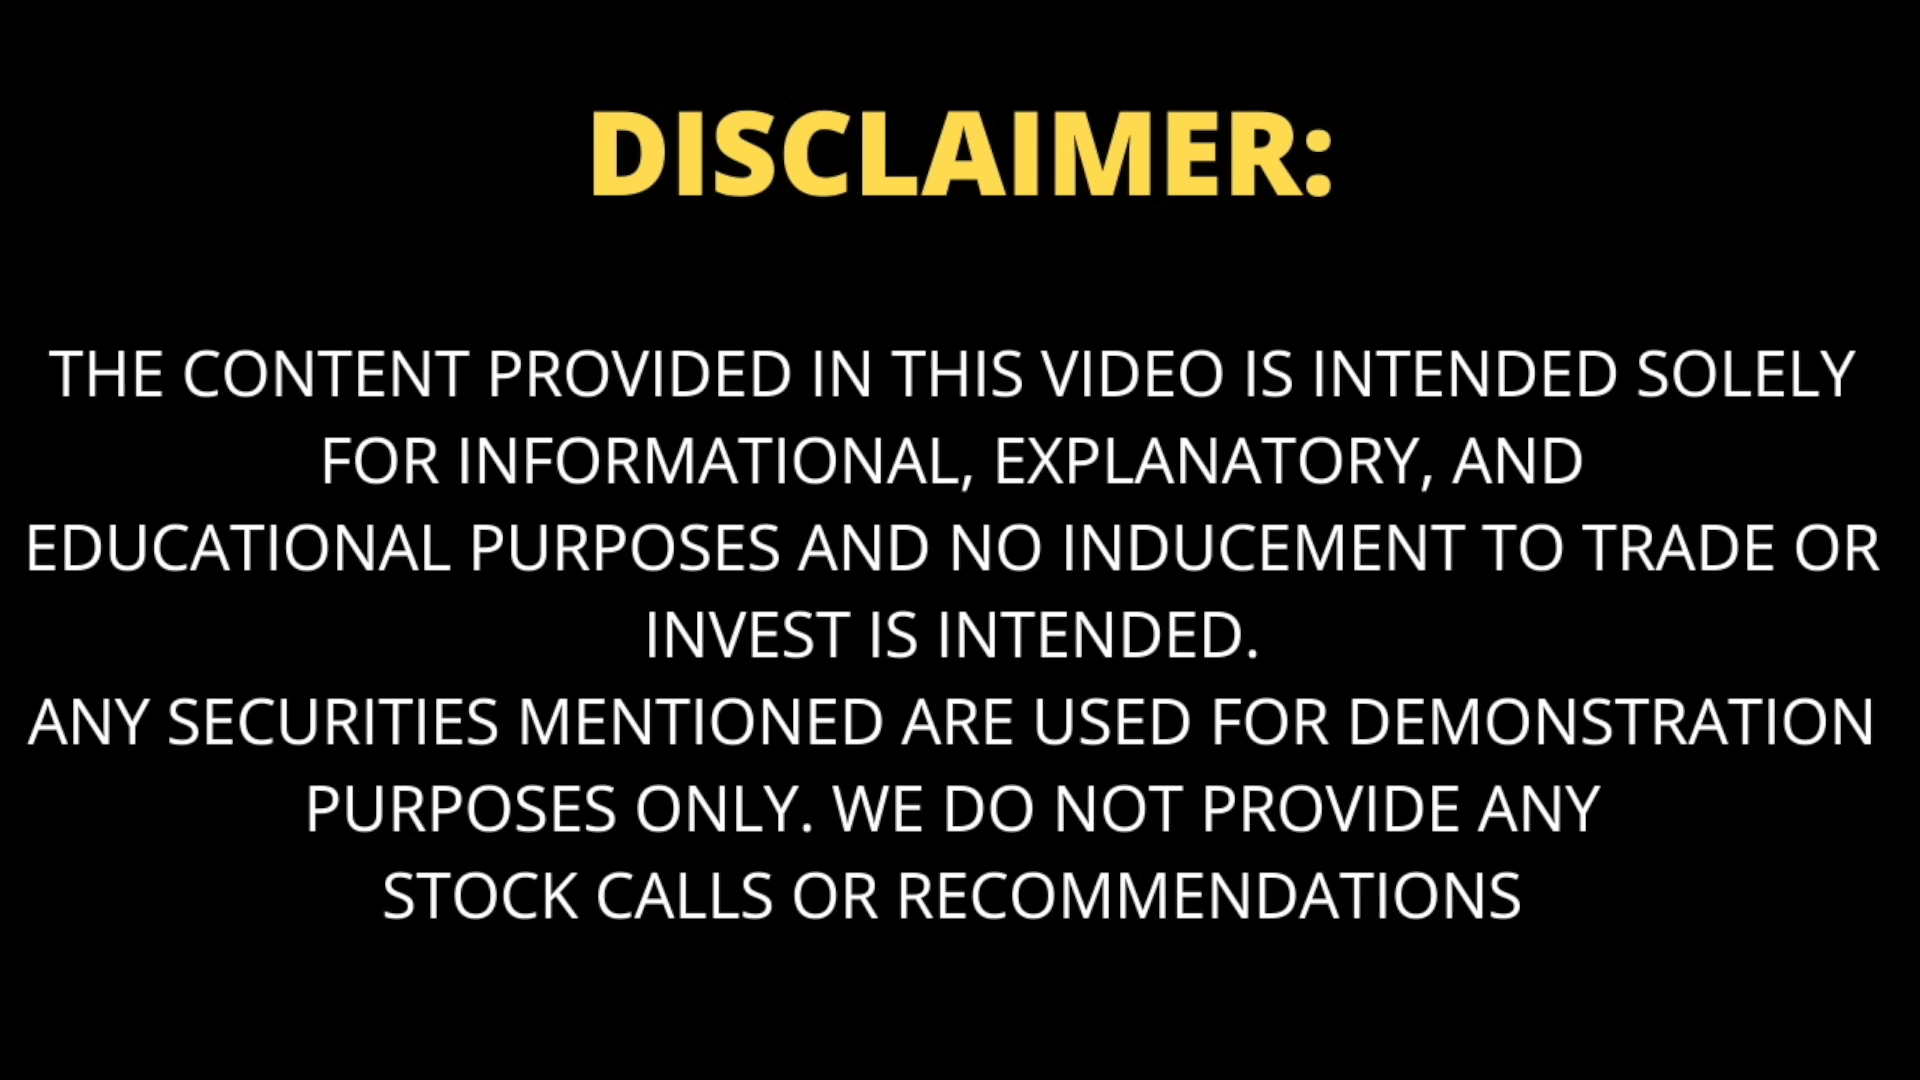 DISCLAIMER:
THE CONTENT PROVIDED IN THIS VIDEO IS INTENDED SOLELY
FOR INFORMATIONAL, EXPLANATORY, AND
EDUCATIONAL PURPOSES AND NO INDUCEMENT TO TRADE OR
INVEST IS INTENDED.
ANY SECURITIES MENTIONED ARE USED FOR DEMONSTRATION
PURPOSES ONLY. WE DO NOT PROVIDE ANY
STOCK CALLS OR RECOMMENDATIONS